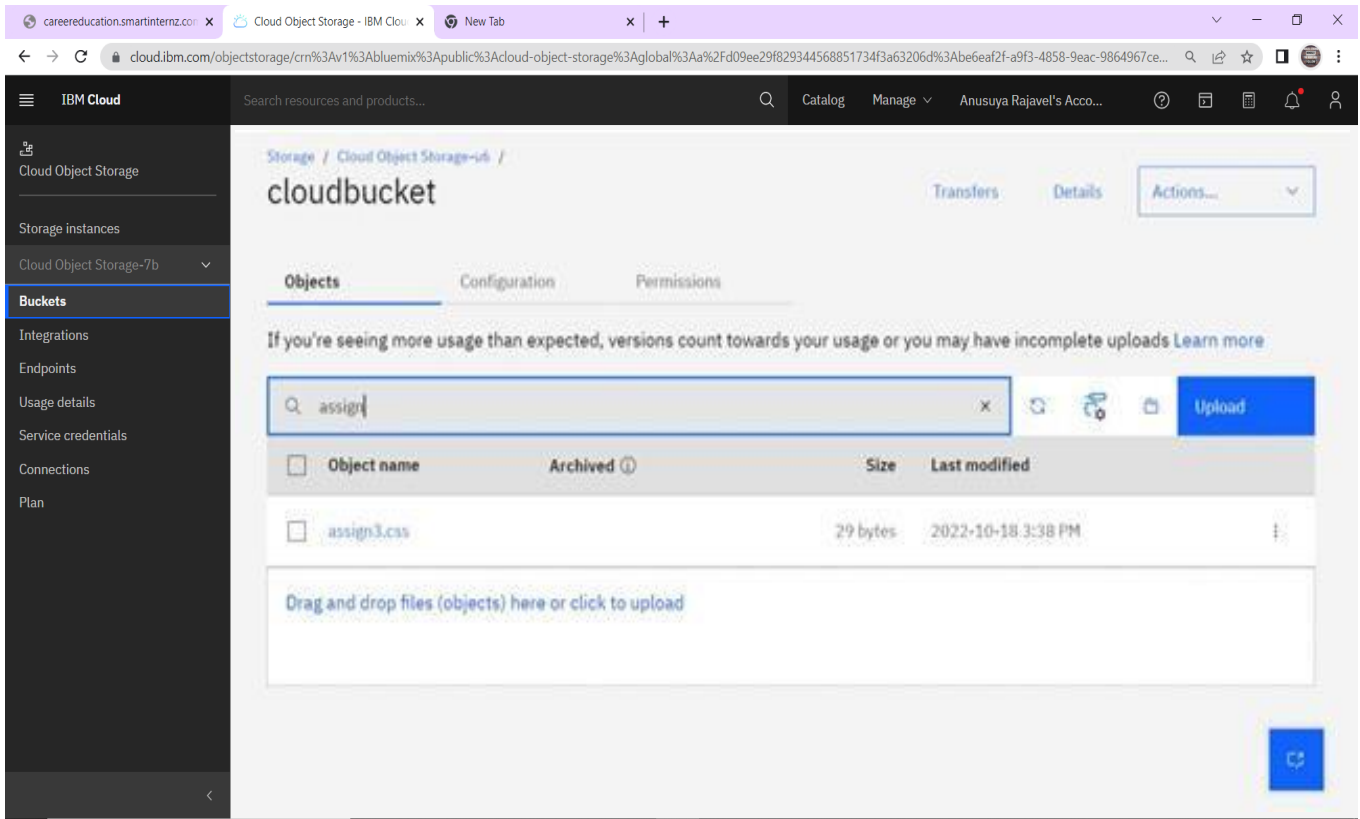 careereducation.smartinternz.con
Cloud Object Storage - IBM Clou
New Tab
cloud.ibm.com/objectstorage/crn%3Av1%3Abluemix%3Apublic%3Acloud-object-storage%3Aglobal%3Aa%2Fd09ee29f829344568851734f3a63206d%3Abe6eaf2f-a9f3-4858-9eac-9864967ce...
IBM Cloud
Search resources and products...
Catalog
Manage
Anusuya Rajavel's Acco...
Cloud Object Storage
Storage instances
Cloud Object Storage-7b
Buckets
Integrations
Endpoints
Usage details
Service credentials
Connections
Plan
Storage / Cloud Object /
cloudbucket
Transfers
Details
Actions...
Objects
Configuration
Permissions
If you're seeing more usage than expected, versions count towards your usage or you may have incomplete uploads Learn more
assign
Upload
Object name
Archived
Size
Last modified
assign3.css
29 bytes
2022-10-18 3:38 PM
Drag and drop files (objects) here or click to upload